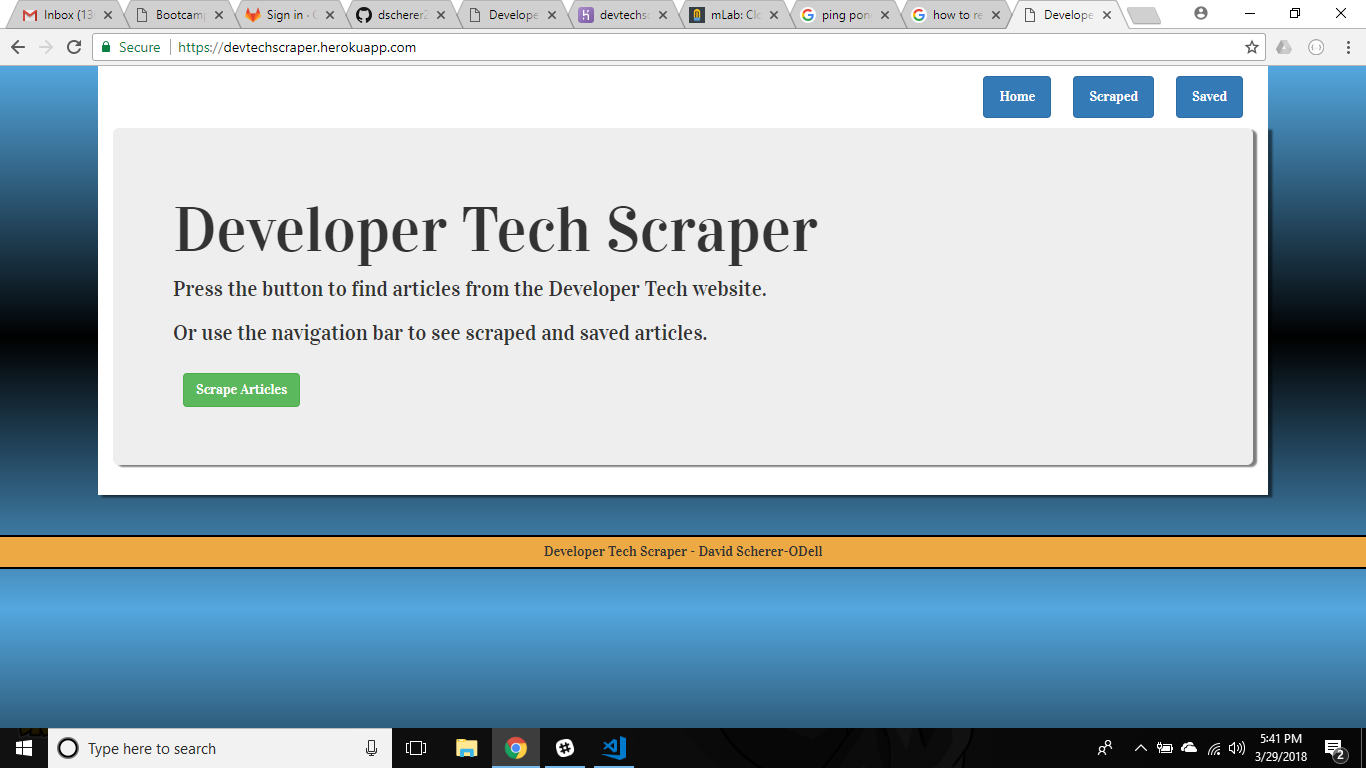 Inbox (13
Bootcamp
Sign in ·
dscherer2
Develope
devtechsc
mLab: Clo
ping pon
how to re
Develope
Secure https://devtechscraper.herokuapp.com
Home Scraped Saved
Developer Tech Scraper
Press the button to find articles from the Developer Tech website.
Or use the navigation bar to see scraped and saved articles.
Scrape Articles
Developer Tech Scraper - David Scherer-ODell
Type here to search
5:41 PM
3/29/2018
2